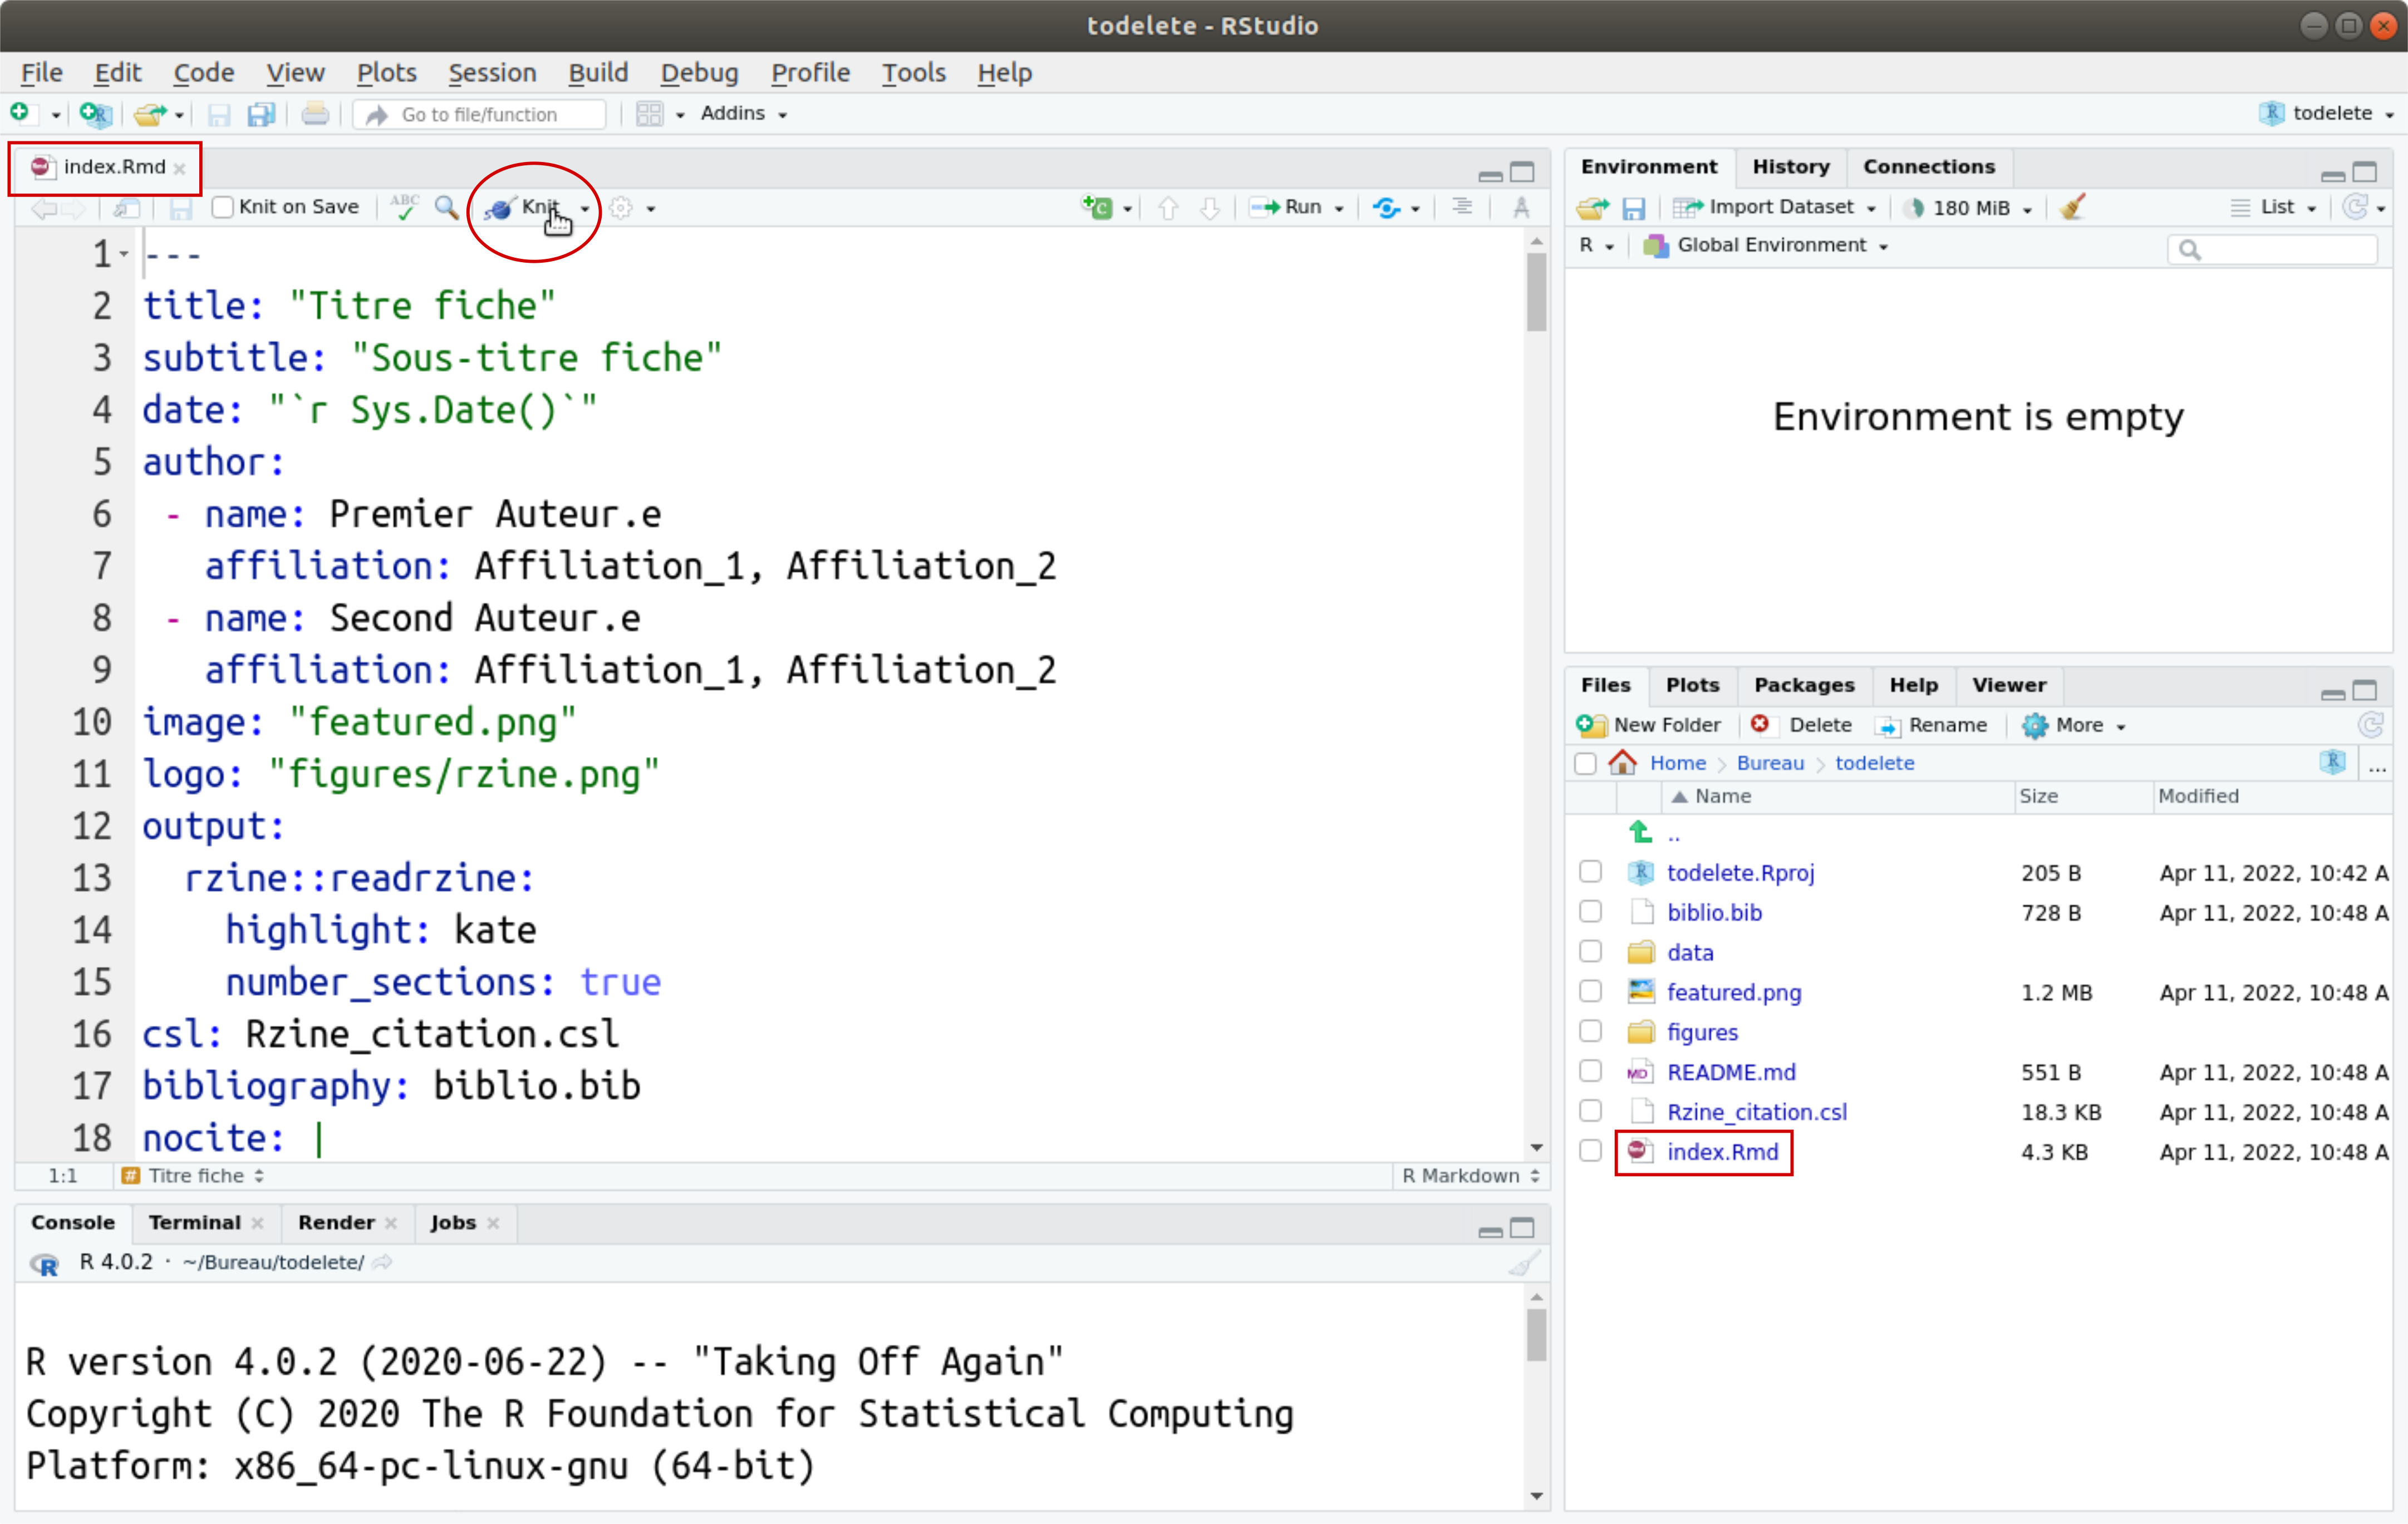 todelete - RStudio
File Edit Code View Plots Session Build Debug Profile Tools Help
Go to file/function Addins todelete
index.Rmd
Knit on Save ABC Knit Run
1 ---
2 title: "Titre fiche"
3 subtitle: "Sous-titre fiche"
4 date: "`r Sys.Date()`"
5 author:
6 - name: Premier Auteur.e
7 affiliation: Affiliation_1, Affiliation_2
8 - name: Second Auteur.e
9 affiliation: Affiliation_1, Affiliation_2
10 image: "featured.png"
11 logo: "figures/rzine.png"
12 output:
13 rzine::readrzine:
14 highlight: kate
15 number_sections: true
16 csl: Rzine_citation.csl
17 bibliography: biblio.bib
18 nocite: |
1:1 # Titre fiche R Markdown
Console Terminal Render Jobs
R 4.0.2 · ~/Bureau/todelete/
R version 4.0.2 (2020-06-22) -- "Taking Off Again"
Copyright (C) 2020 The R Foundation for Statistical Computing
Platform: x86_64-pc-linux-gnu (64-bit)
Environment History Connections
Import Dataset 180 MiB List
R Global Environment
Environment is empty
Files Plots Packages Help Viewer
New Folder Delete Rename More
Home Bureau todelete ...
Name Size Modified
..
todelete.Rproj 205 B Apr 11, 2022, 10:42 A
biblio.bib 728 B Apr 11, 2022, 10:48 A
data
featured.png 1.2 MB Apr 11, 2022, 10:48 A
figures
README.md 551 B Apr 11, 2022, 10:48 A
Rzine_citation.csl 18.3 KB Apr 11, 2022, 10:48 A
index.Rmd 4.3 KB Apr 11, 2022, 10:48 A